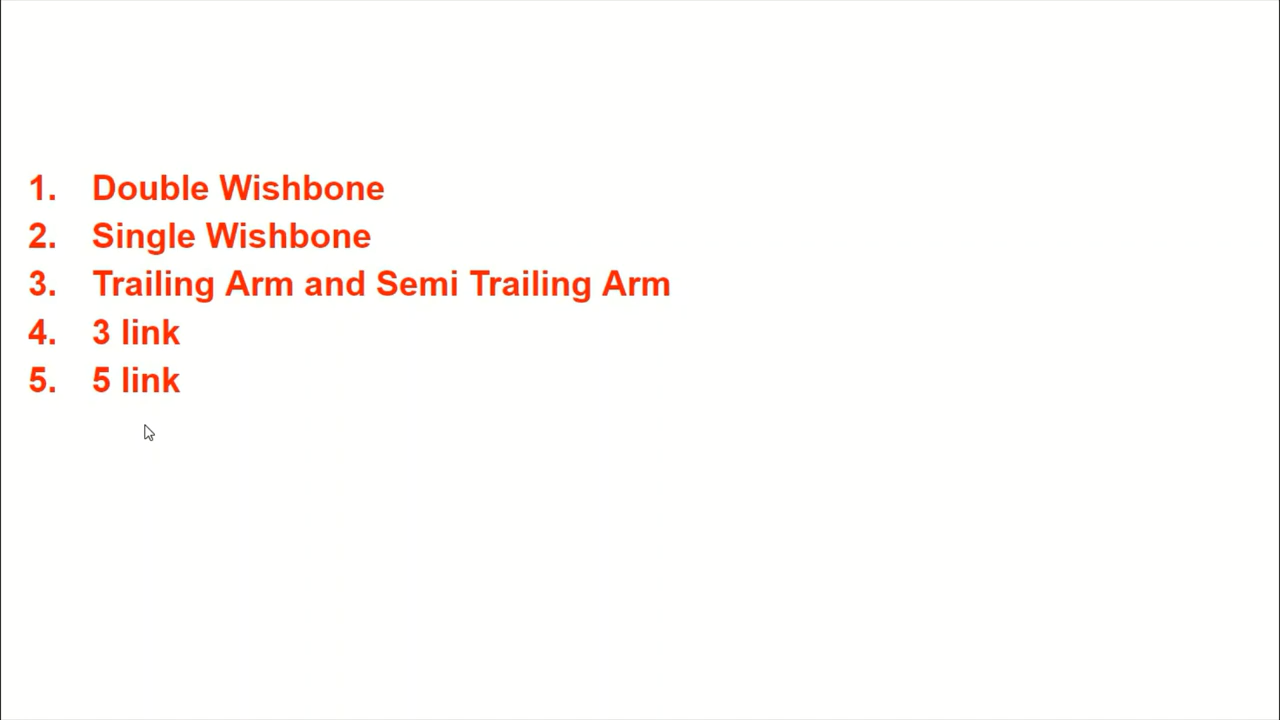 1. Double Wishbone
2. Single Wishbone
3. Trailing Arm and Semi Trailing Arm
4. 3 link
5. 5 link